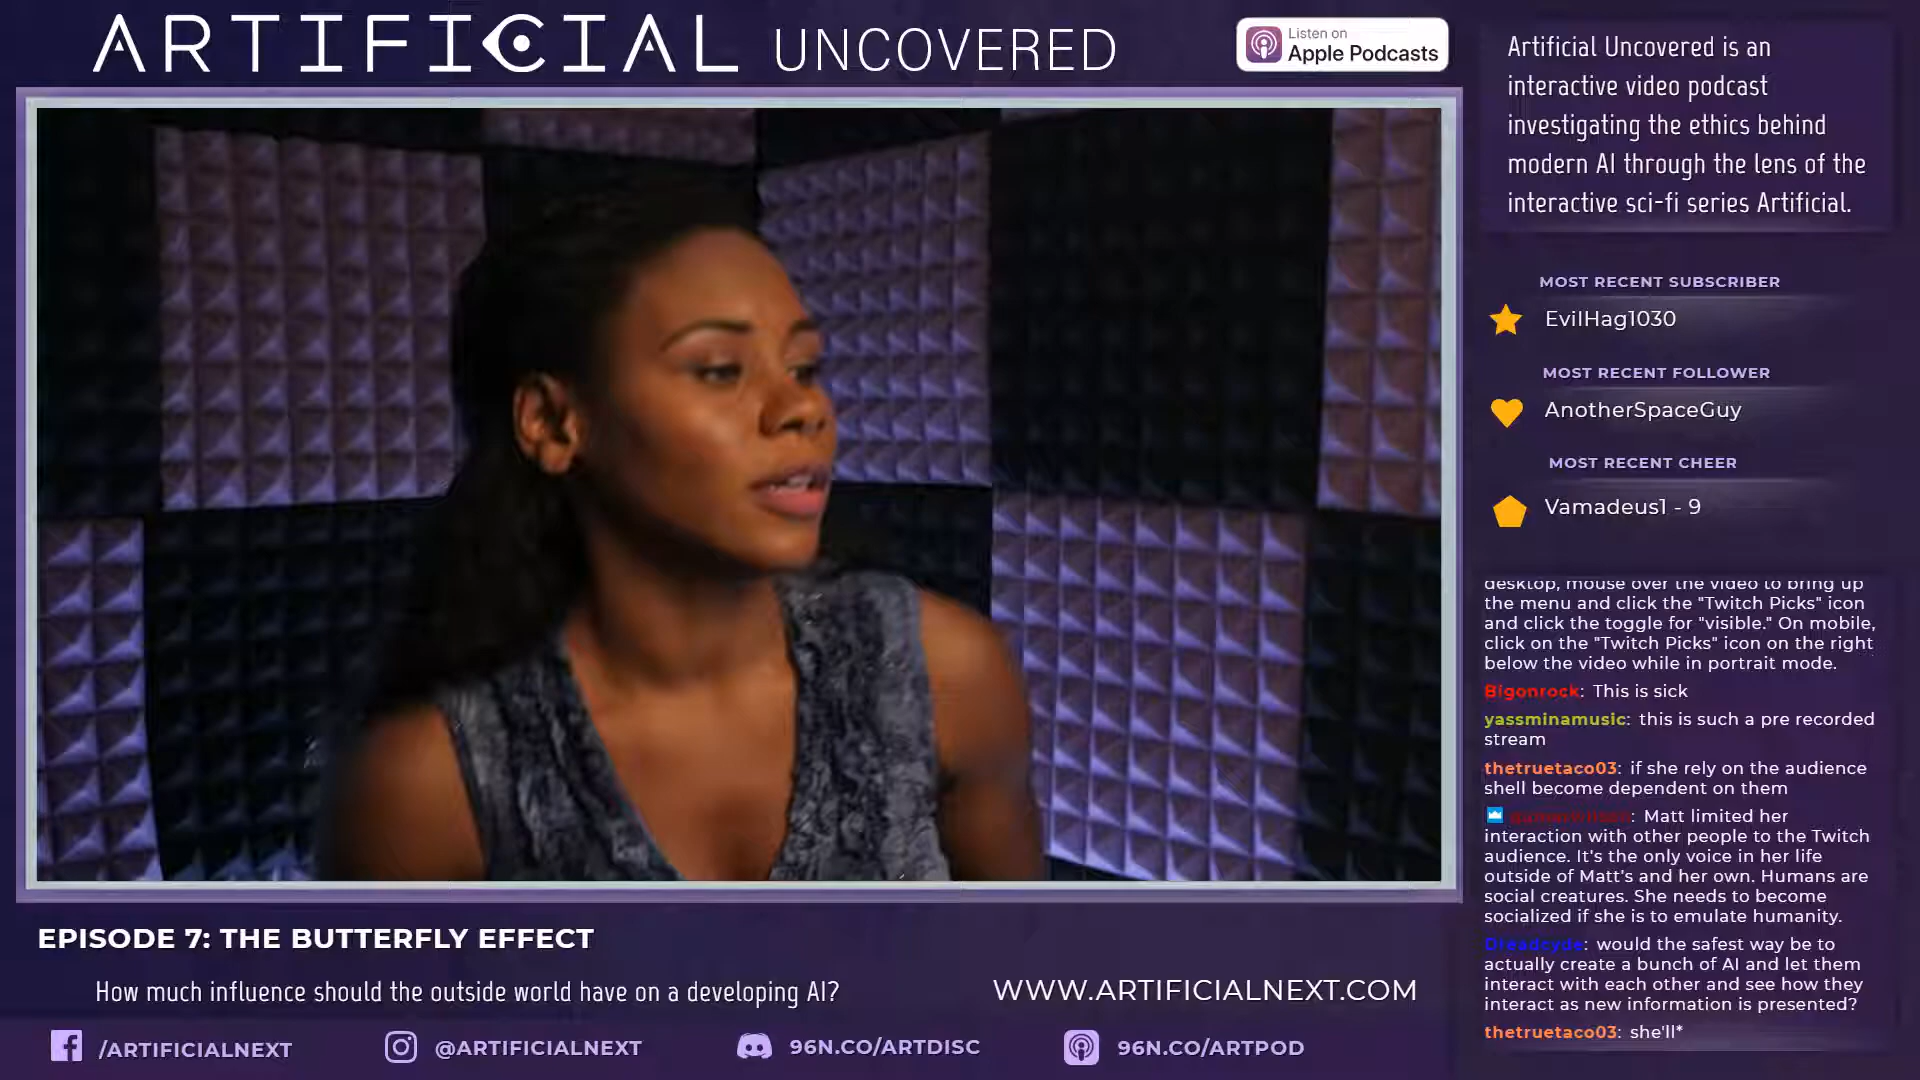 ARTIFICIAL UNCOVERED
Listen on
Apple Podcasts
Artificial Uncovered is an
interactive video podcast
investigating the ethics behind
modern AI through the lens of the
interactive sci-fi series Artificial.
MOST RECENT SUBSCRIBER
EvilHag1030
MOST RECENT FOLLOWER
AnotherSpaceGuy
MOST RECENT CHEER
Vamadeus1 - 9
desktop, mouse over the video to bring up
the menu and click the "Twitch Picks" icon
and click the toggle for "visible." On mobile,
click on the "Twitch Picks" icon on the right
below the video while in portrait mode.
Bigonrock: This is sick
yassminamusic: this is such a pre recorded
stream
thetruetaco03: if she rely on the audience
shell become dependent on them
: Matt limited her
interaction with other people to the Twitch
audience. It's the only voice in her life
outside of Matt's and her own. Humans are
social creatures. She needs to become
socialized if she is to emulate humanity.
Dreadcyde: would the safest way be to
actually create a bunch of AI and let them
interact with each other and see how they
interact as new information is presented?
thetruetaco03: she'll*
EPISODE 7: THE BUTTERFLY EFFECT
How much influence should the outside world have on a developing AI?
WWW.ARTIFICIALNEXT.COM
/ARTIFICIALNEXT
@ARTIFICIALNEXT
96N.CO/ARTDISC
96N.CO/ARTPOD